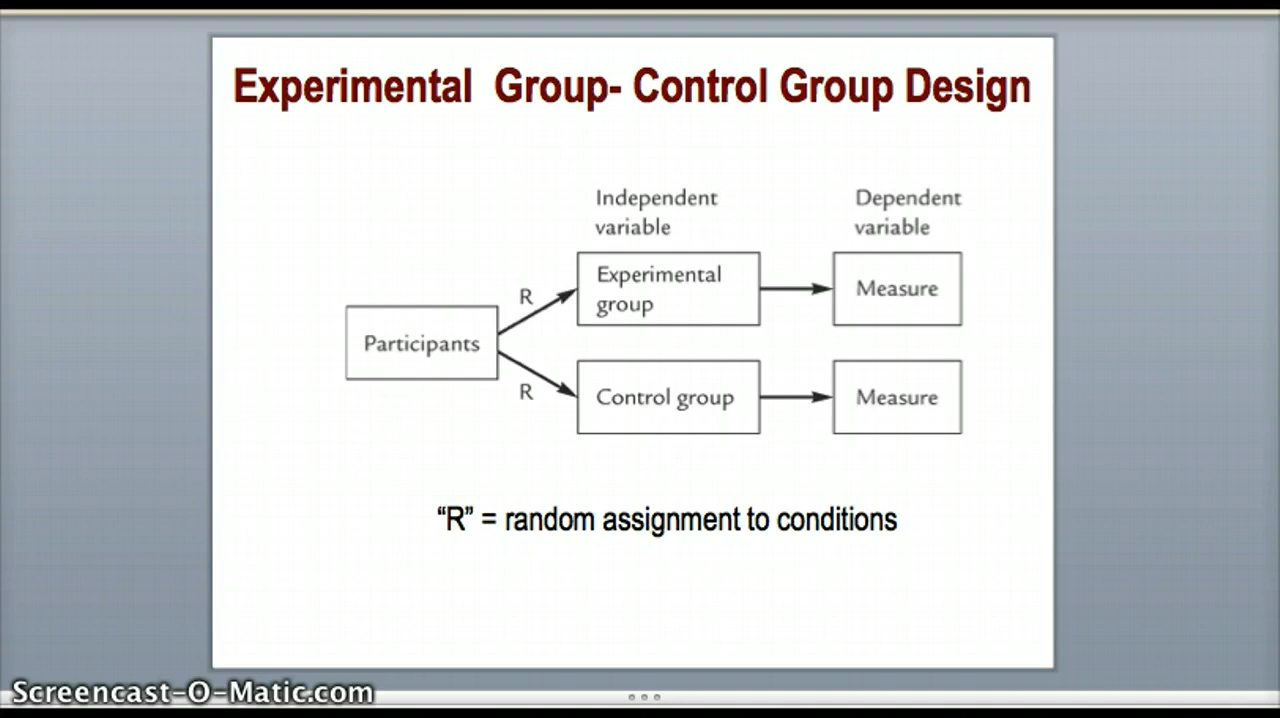 Experimental Group- Control Group Design
Independent
variable
Dependent
variable
Experimental
group
Measure
R
Participants
R
Control group
Measure
“R” = random assignment to conditions
Screencast-O-Matic.com